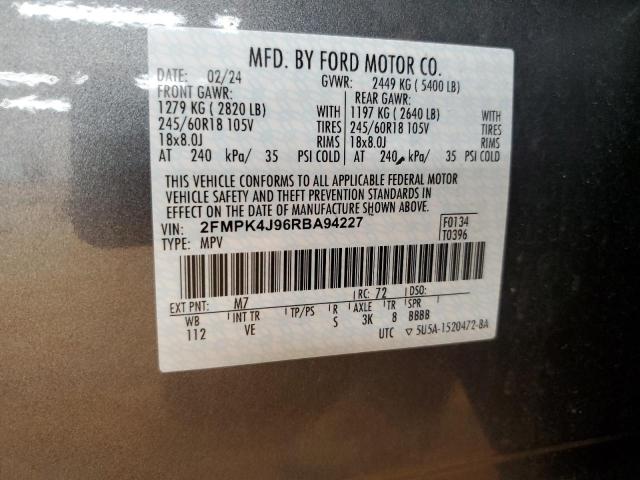 MFD. BY FORD MOTOR CO.
DATE: 02/24 GVWR: 2449 KG ( 5400 LB)
FRONT GAWR: REAR GAWR:
1279 KG ( 2820 LB) WITH 1197 KG ( 2640 LB) WITH
245/60R18 105V TIRES 245/60R18 105V TIRES
18x8.0J RIMS 18x8.0J RIMS
AT 240 kPa/ 35 PSI COLD AT 240 kPa/ 35 PSI COLD
THIS VEHICLE CONFORMS TO ALL APPLICABLE FEDERAL MOTOR
VEHICLE SAFETY AND THEFT PREVENTION STANDARDS IN
EFFECT ON THE DATE OF MANUFACTURE SHOWN ABOVE.
VIN: 2FMPK4J96RBA94227 F0134
TYPE: MPV T0396
EXT PNT: M7 RC: 72 DSO:
WB INT TR TP/PS R AXLE TR SPR
112 VE S 3K 8 BBBB
UTC ▽ 5U5A-1520472-BA